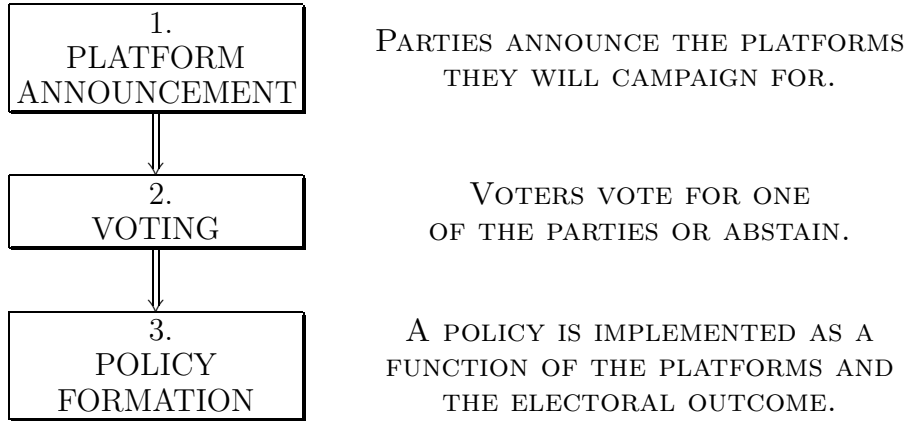 1.
PLATFORM
ANNOUNCEMENT
PARTIES ANNOUNCE THE PLATFORMS
THEY WILL CAMPAIGN FOR.
2.
VOTING
VOTERS VOTE FOR ONE
OF THE PARTIES OR ABSTAIN.
3.
POLICY
FORMATION
A POLICY IS IMPLEMENTED AS A
FUNCTION OF THE PLATFORMS AND
THE ELECTORAL OUTCOME.